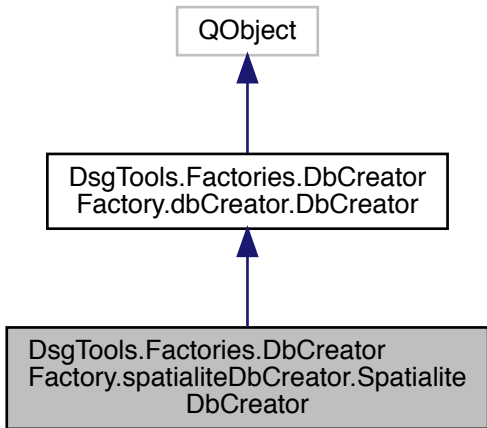 QObject
DsgTools.Factories.DbCreator
Factory.dbCreator.DbCreator
DsgTools.Factories.DbCreator
Factory.spatialiteDbCreator.Spatialite
DbCreator